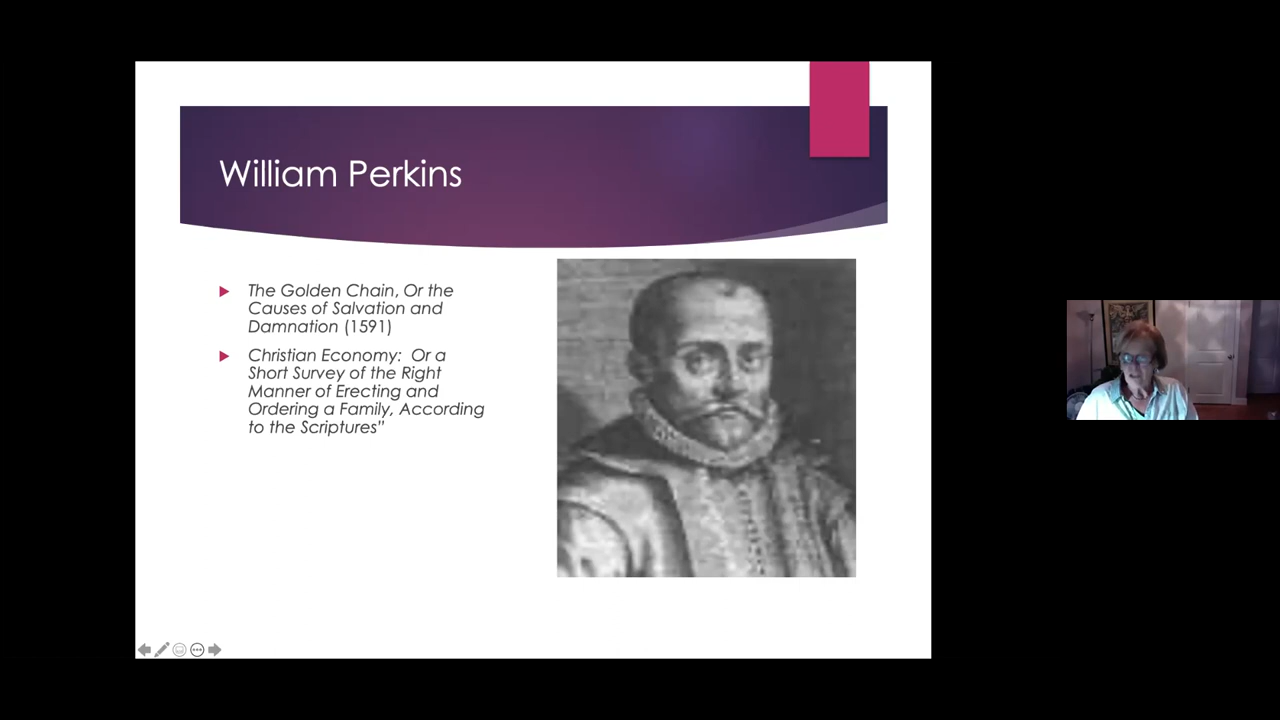 William Perkins
The Golden Chain, Or the
Causes of Salvation and
Damnation (1591)
Christian Economy:  Or a
Short Survey of the Right
Manner of Erecting and
Ordering a Family, According
to the Scriptures”